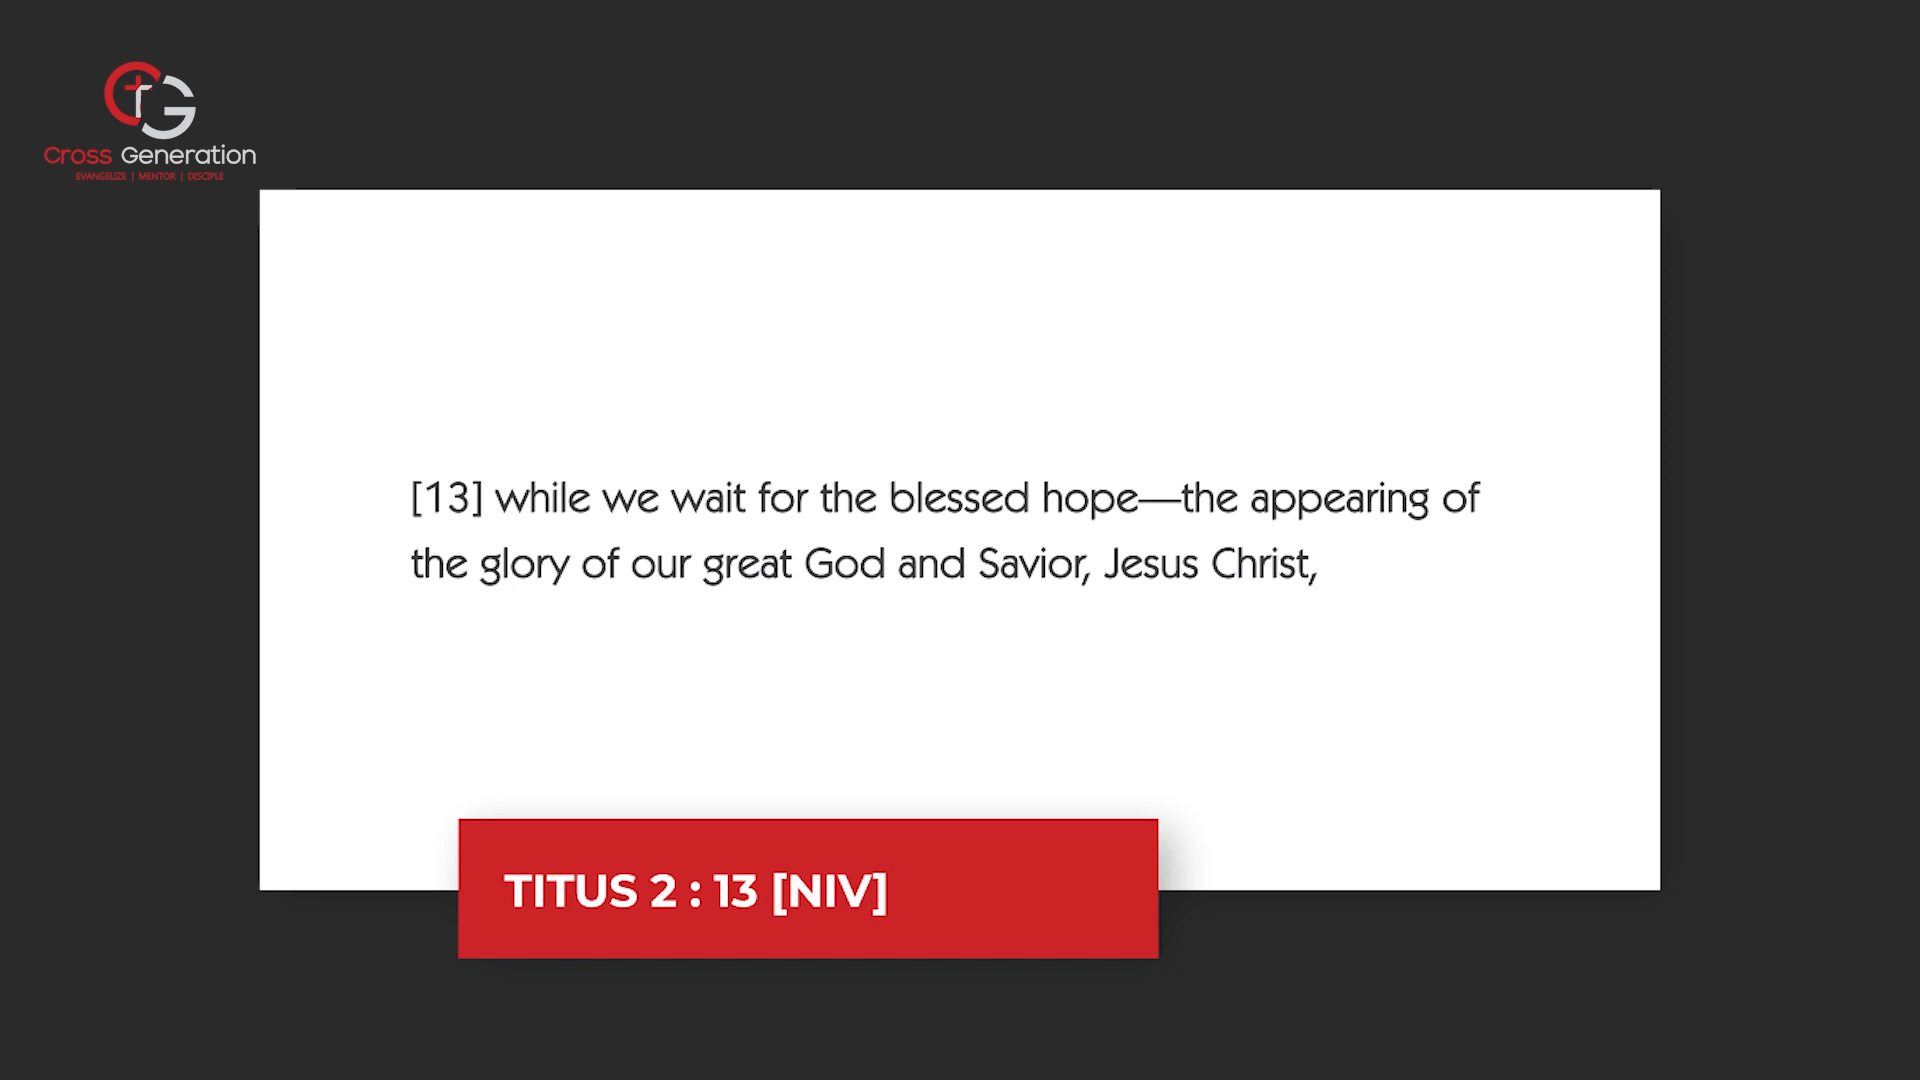 Cross Generation
EVANGELIZE | MENTOR | DISCIPLE
[13] while we wait for the blessed hope—the appearing of
the glory of our great God and Savior, Jesus Christ,
TITUS 2 : 13 [NIV]